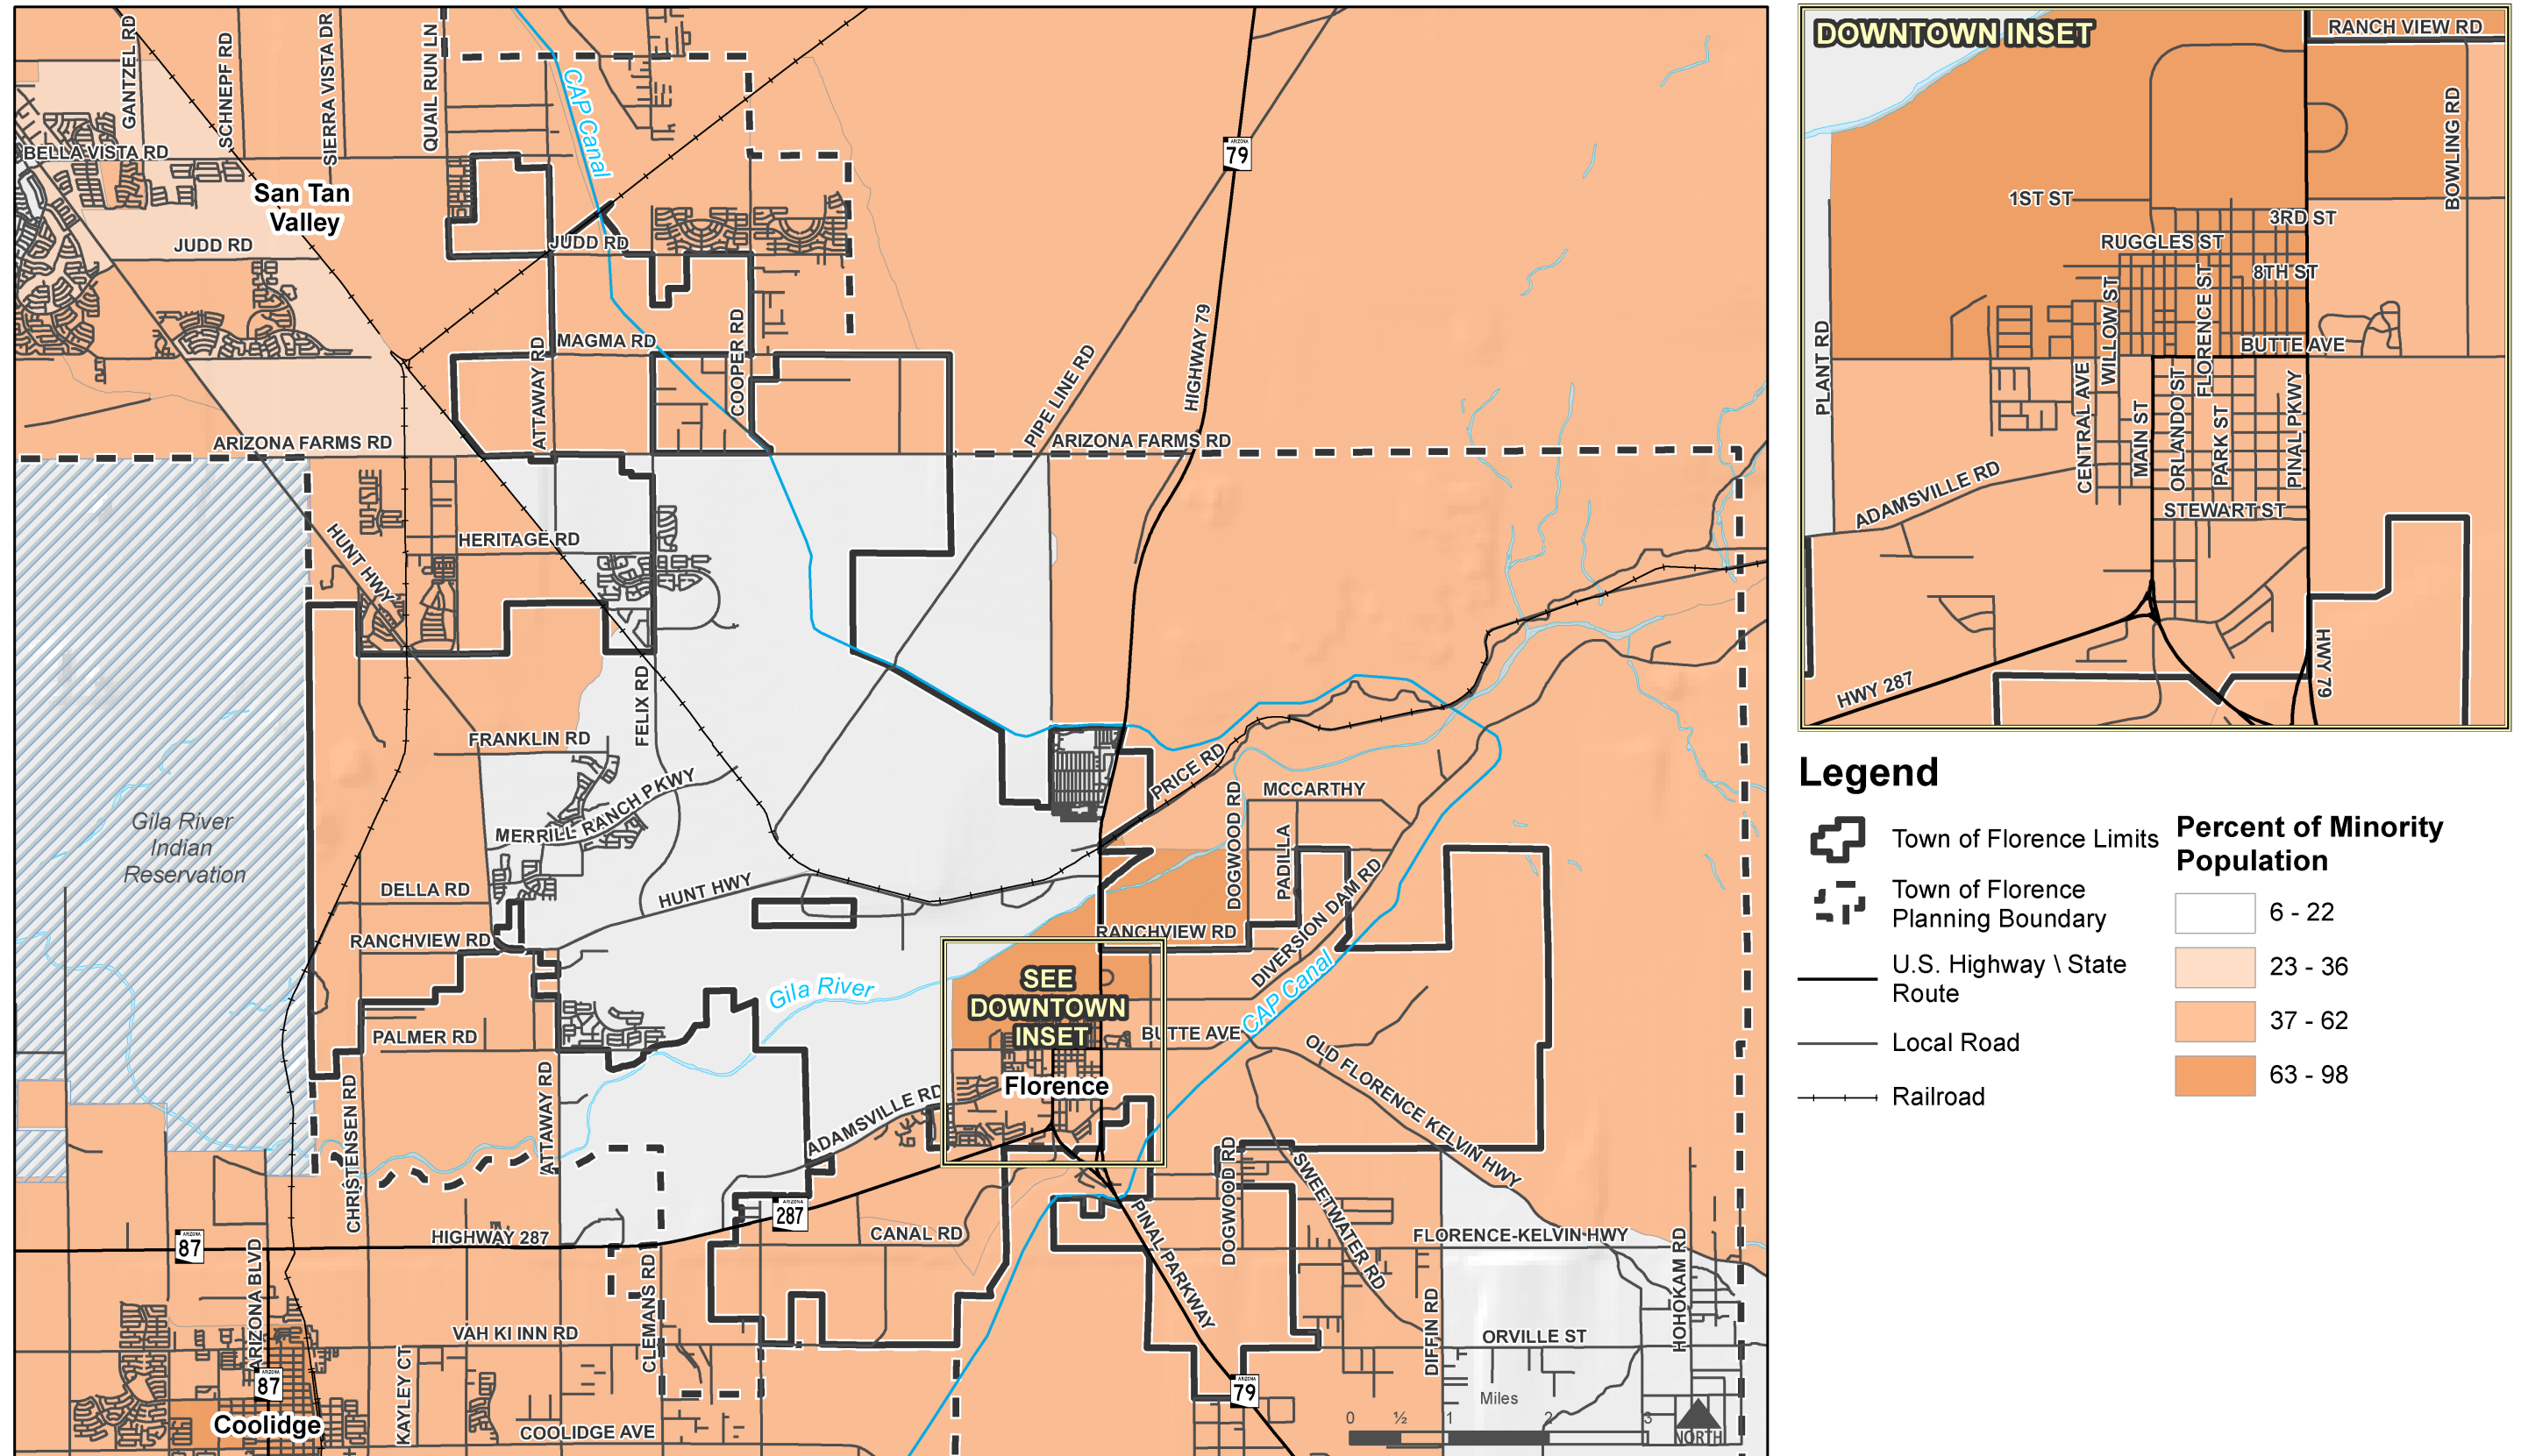 GANTZEL RD
SCHNEPF RD
SIERRA VISTA DR
QUAIL RUN LN
CAP Canal
BELLA VISTA RD
San Tan
Valley
ARIZONA
79
JUDD RD
JUDD RD
MAGMA RD
ATTAWAY RD
COOPER RD
HIGHWAY 79
PIPE LINE RD
ARIZONA FARMS RD
ARIZONA FARMS RD
HUNT HWY
HERITAGE RD
FELIX RD
FRANKLIN RD
MERRILL RANCH PKWY
PRICE RD
DOGWOOD RD
MCCARTHY
PADILLA
Gila River
Indian
Reservation
DELLA RD
HUNT HWY
DIVERSION DAM RD
RANCHVIEW RD
RANCHVIEW RD
SEE
DOWNTOWN
INSET
Gila River
CAP Canal
PALMER RD
BUTTE AVE
OLD FLORENCE KELVIN HWY
Florence
CHRISTENSEN RD
ATTAWAY RD
ADAMSVILLE RD
DOGWOOD RD
SWEETWATER RD
ARIZONA
287
ARIZONA
87
HIGHWAY 287
CANAL RD
PINAL PARKWAY
FLORENCE-KELVIN HWY
HOHOKAM RD
ARIZONA BLVD
CLEMANS RD
VAH KI INN RD
DIFFIN RD
ORVILLE ST
ARIZONA
87
KAYLEY CT
ARIZONA
79
Coolidge
COOLIDGE AVE
Miles
0 ½ 1 2 3
NORTH
DOWNTOWN INSET
RANCH VIEW RD
BOWLING RD
1ST ST
3RD ST
RUGGLES ST
8TH ST
WILLOW ST
FLORENCE ST
PLANT RD
BUTTE AVE
CENTRAL AVE
MAIN ST
ORLANDO ST
PARK ST
PINAL PKWY
ADAMSVILLE RD
STEWART ST
HWY 287
HWY 79
Legend
Town of Florence Limits
Town of Florence
Planning Boundary
U.S. Highway \ State
Route
Local Road
Railroad
Percent of Minority
Population
6 - 22
23 - 36
37 - 62
63 - 98